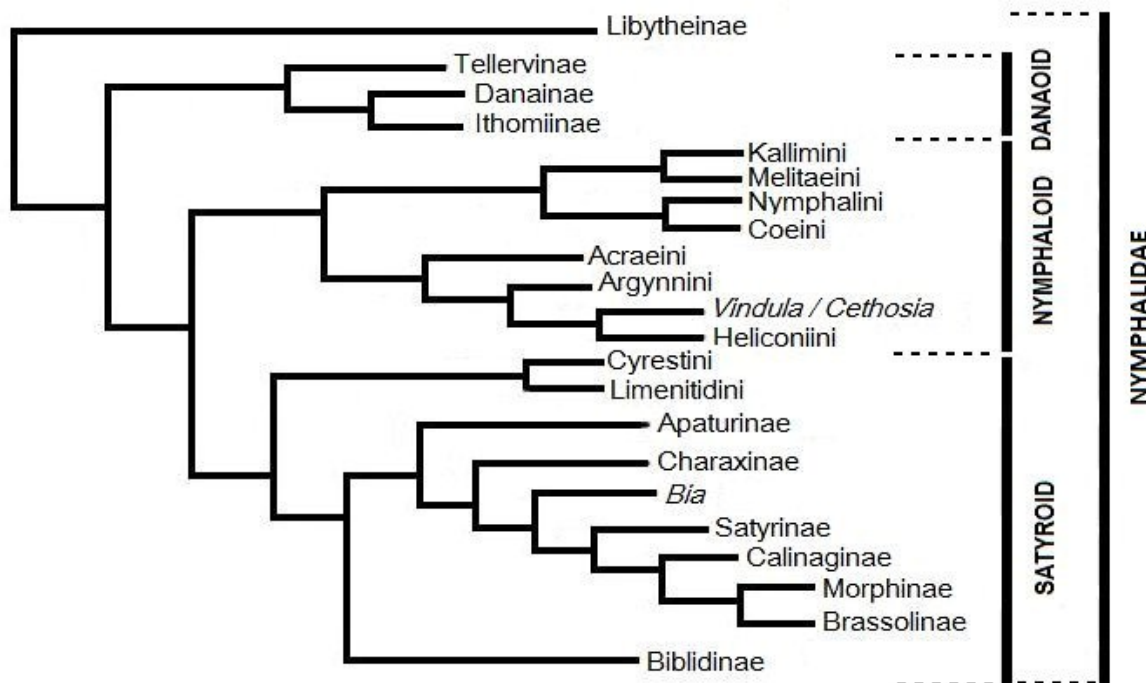 Libytheinae
Tellervinae
Danainae
Ithomiinae
Kallimini
Melitaeini
Nymphalini
Coeini
Acraeini
Argynnini
Vindula / Cethosia
Heliconiini
Cyrestini
Limenitidini
Apaturinae
Charaxinae
Bia
Satyrinae
Calinaginae
Morphinae
Brassolinae
Biblidinae
DANAOID
NYMPHALOID
SATYROID
NYMPHALIDAE